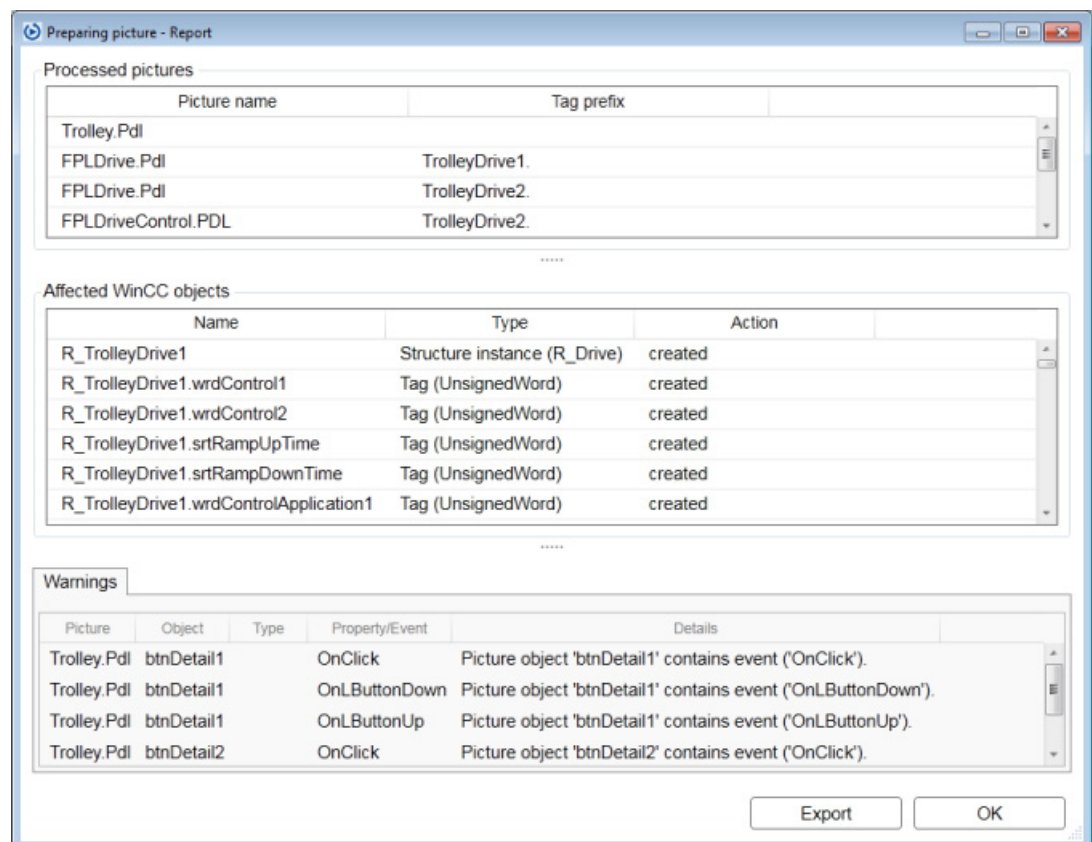 Preparing picture - Report
Processed pictures
Picture name Tag prefix
Trolley.Pdl
FPLDrive.Pdl TrolleyDrive1.
FPLDrive.Pdl TrolleyDrive2.
FPLDriveControl.PDL TrolleyDrive2.
Affected WinCC objects
Name Type Action
R_TrolleyDrive1 Structure instance (R_Drive) created
R_TrolleyDrive1.wrdControl1 Tag (UnsignedWord) created
R_TrolleyDrive1.wrdControl2 Tag (UnsignedWord) created
R_TrolleyDrive1.srtRampUpTime Tag (UnsignedWord) created
R_TrolleyDrive1.srtRampDownTime Tag (UnsignedWord) created
R_TrolleyDrive1.wrdControlApplication1 Tag (UnsignedWord) created
Warnings
Picture Object Type Property/Event Details
Trolley.Pdl btnDetail1 OnClick Picture object 'btnDetail1' contains event ('OnClick').
Trolley.Pdl btnDetail1 OnLButtonDown Picture object 'btnDetail1' contains event ('OnLButtonDown').
Trolley.Pdl btnDetail1 OnLButtonUp Picture object 'btnDetail1' contains event ('OnLButtonUp').
Trolley.Pdl btnDetail2 OnClick Picture object 'btnDetail2' contains event ('OnClick').
Export OK